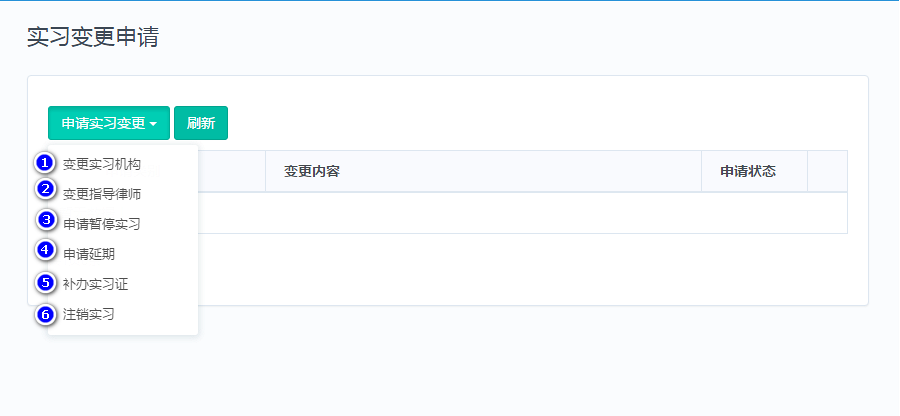 实习变更申请
申请实习变更 刷新
变更内容 申请状态
1 变更实习机构
2 变更指导律师
3 申请暂停实习
4 申请延期
5 补办实习证
6 注销实习